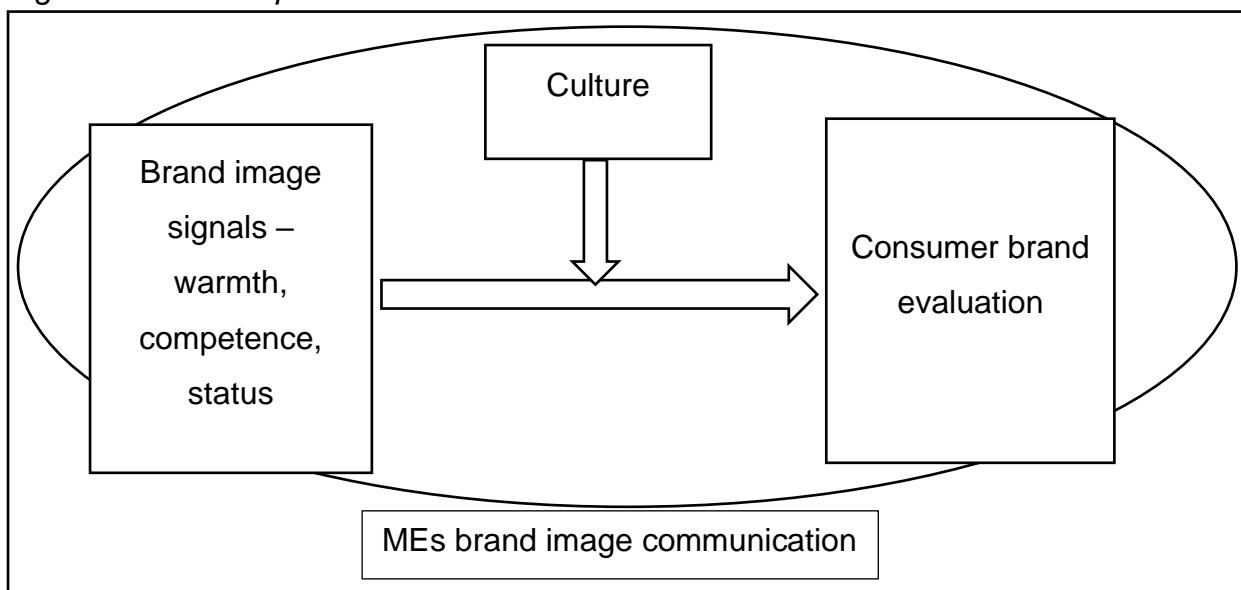 Culture
Brand image
signals –
warmth,
competence,
status
Consumer brand
evaluation
MEs brand image communication